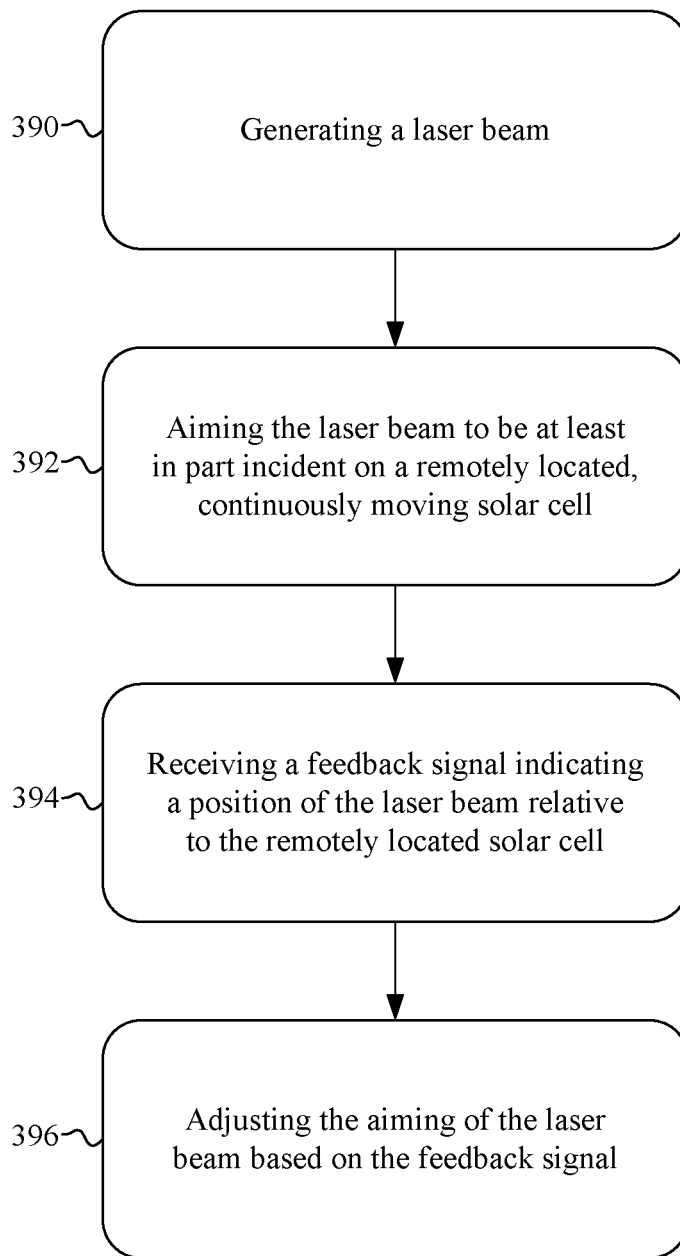 390
Generating a laser beam
392
Aiming the laser beam to be at least
in part incident on a remotely located,
continuously moving solar cell
394
Receiving a feedback signal indicating
a position of the laser beam relative
to the remotely located solar cell
396
Adjusting the aiming of the laser
beam based on the feedback signal